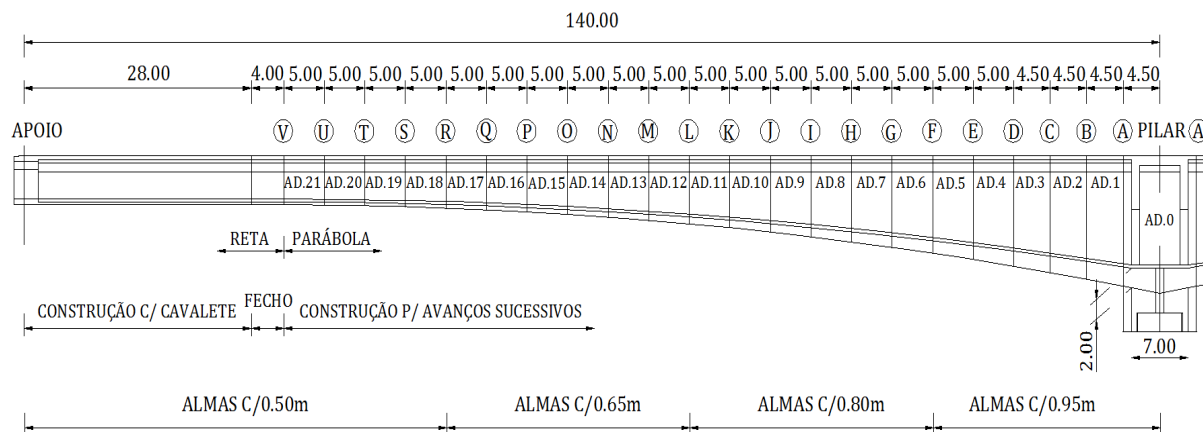 140.00
28.00 4.00 5.00 5.00 5.00 5.00 5.00 5.00 5.00 5.00 5.00 5.00 5.00 5.00 5.00 5.00 5.00 5.00 5.00 5.00 4.50 4.50 4.50 4.50
APOIO V U T S R Q P O N M L K J I H G F E D C B A PILAR A
AD.21 AD.20 AD.19 AD.18 AD.17 AD.16 AD.15 AD.14 AD.13 AD.12 AD.11 AD.10 AD.9 AD.8 AD.7 AD.6 AD.5 AD.4 AD.3 AD.2 AD.1
AD.0
RETA PARÁBOLA
FECHO
CONSTRUÇÃO C/ CAVALETE CONSTRUÇÃO P/ AVANÇOS SUCESSIVOS
2.00
7.00
ALMAS C/0.50m ALMAS C/0.65m ALMAS C/0.80m ALMAS C/0.95m